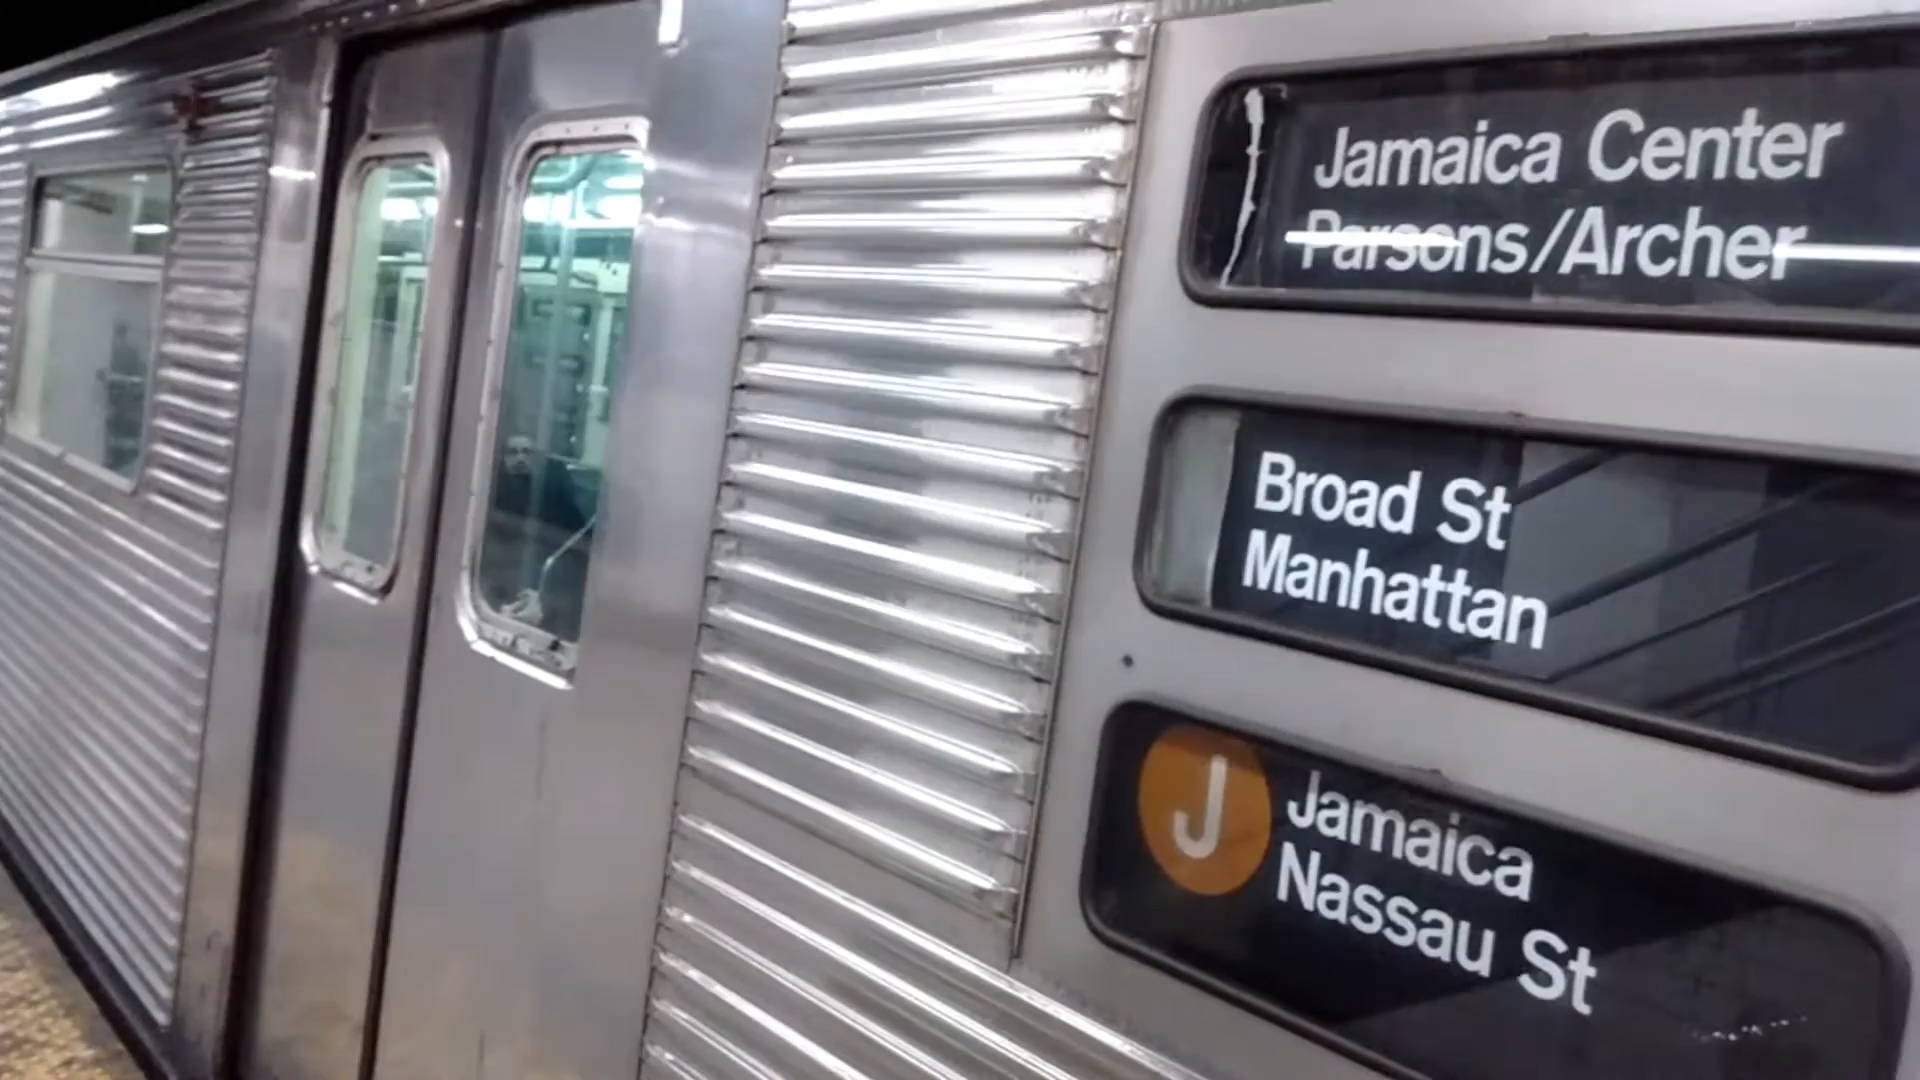 Jamaica Center
Parsons/Archer
Broad St
Manhattan
J Jamaica
Nassau St